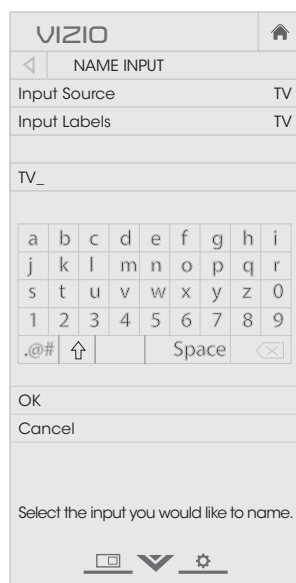 VIZIO
NAME INPUT
Input Source TV
Input Labels TV
TV_
a b c d e f g h i
j k l m n o p q r
s t u v w x y z 0
1 2 3 4 5 6 7 8 9
.@# Space
OK
Cancel
Select the input you would like to name.